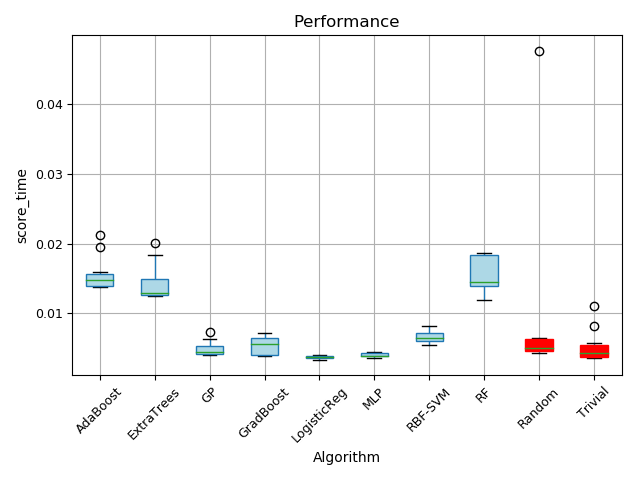 Performance
score_time
0.04
0.03
0.02
0.01
AdaBoost
ExtraTrees
GP
GradBoost
LogisticReg
MLP
RBF-SVM
RF
Random
Trivial
Algorithm